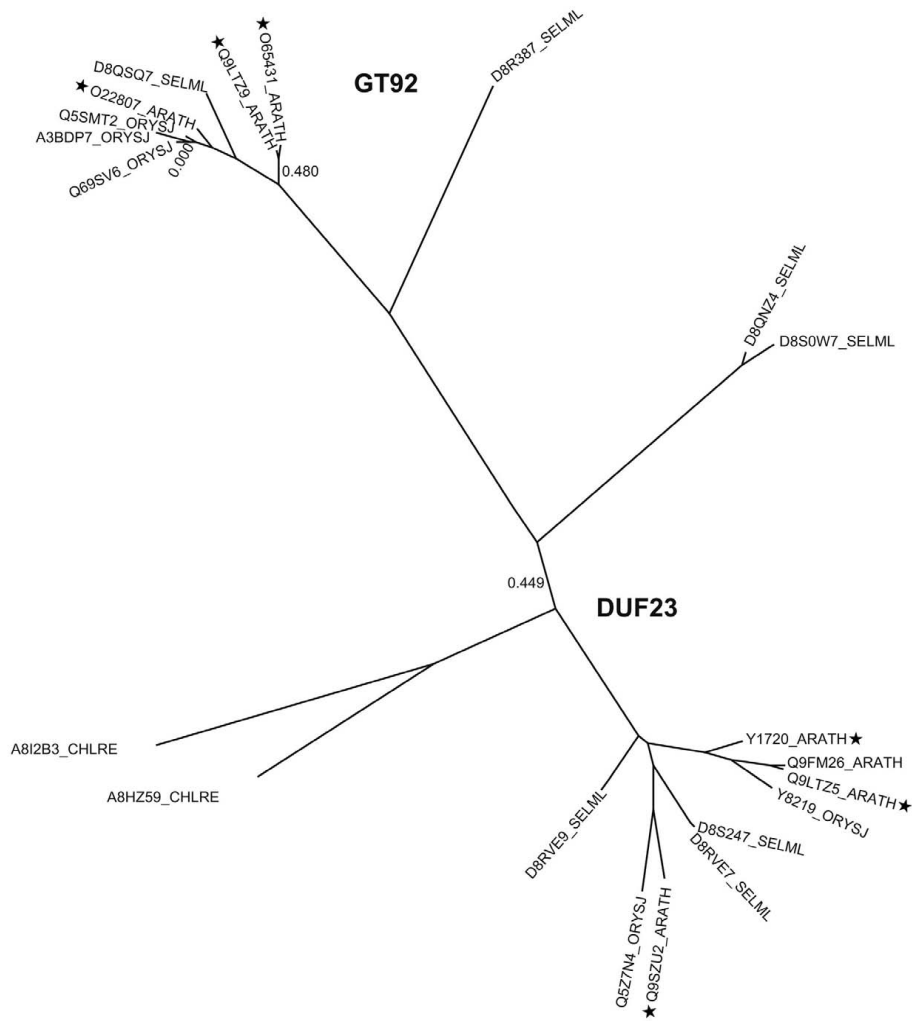 ★O65431_ARATH
★Q9LTZ9_ARATH
D8R387_SELML
GT92
D8QSQ7_SELML
★O22807_ARATH
Q5SMT2_ORYSJ
A3BDP7_ORYSJ
Q69SV6_ORYSJ
0.000
0.480
D8QNZ4_SELML
D8S0W7_SELML
0.449
DUF23
A8I2B3_CHLRE
A8HZ59_CHLRE
Y1720_ARATH★
Q9FM26_ARATH
Q9LTZ5_ARATH★
Y8219_ORYSJ
D8S247_SELML
D8RVE7_SELML
D8RVE9_SELML
Q5Z7N4_ORYSJ
★Q9SZU2_ARATH